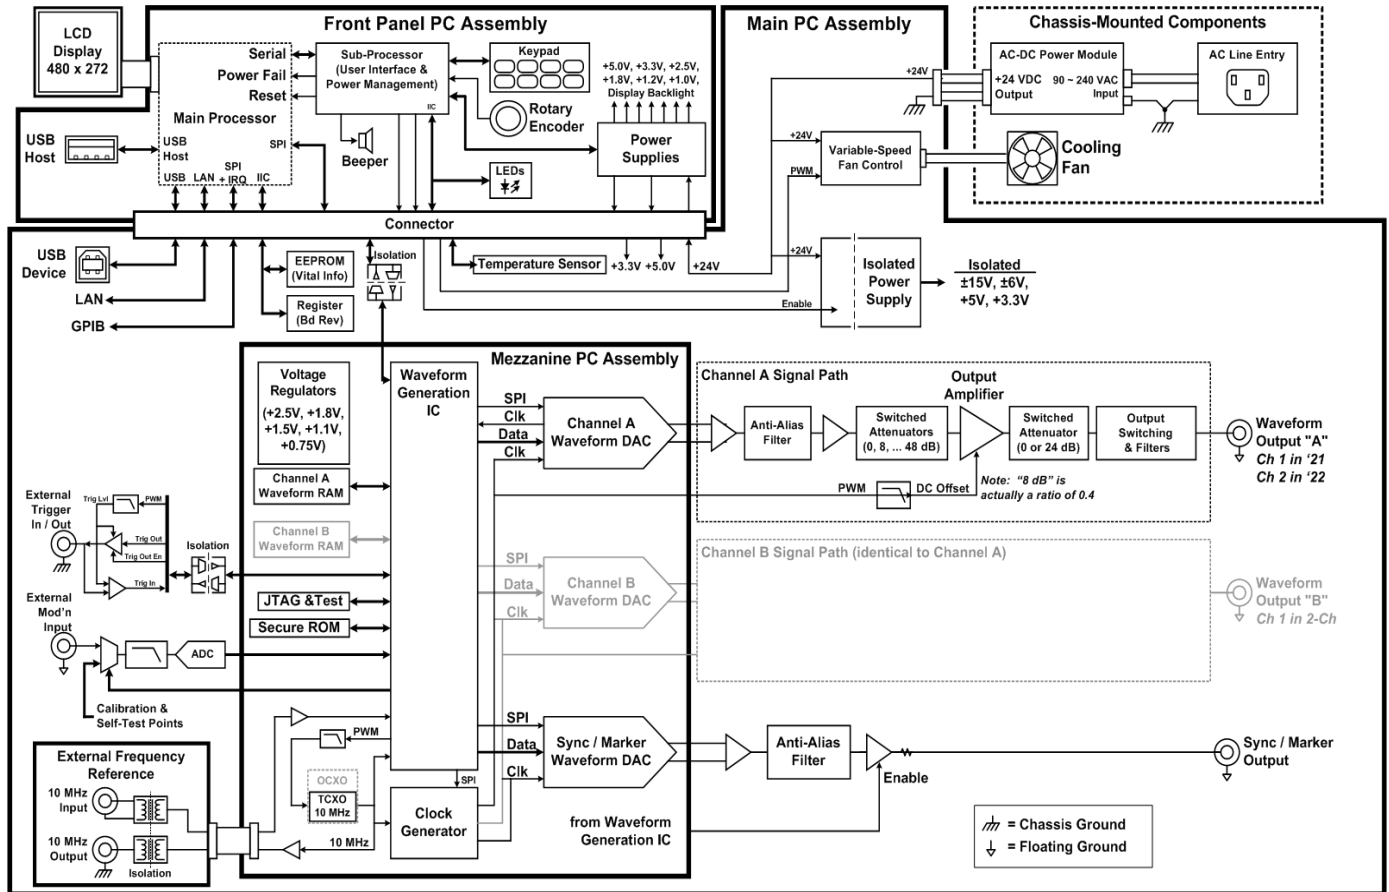 LCD
Display
480 x 272
Front Panel PC Assembly
Serial
Power Fail
Reset
Main Processor
USB
Host
SPI
USB LAN SPI + IRQ IIC
Sub-Processor
(User Interface &
Power Management)
IIC
Beeper
Keypad
Rotary
Encoder
LEDs
+5.0V, +3.3V, +2.5V,
+1.8V, +1.2V, +1.0V,
Display Backlight
Power
Supplies
USB
Host
Connector
Main PC Assembly
+24V
+24V
PWM
Variable-Speed
Fan Control
Chassis-Mounted Components
AC-DC Power Module
+24 VDC
Output
90 ~ 240 VAC
Input
AC Line Entry
Cooling
Fan
USB
Device
LAN
GPIB
EEPROM
(Vital Info)
Register
(Bd Rev)
Isolation
Temperature Sensor
+3.3V +5.0V +24V
+24V
Enable
Isolated
Power
Supply
Isolated
±15V, ±6V,
+5V, +3.3V
Mezzanine PC Assembly
Voltage
Regulators
(+2.5V, +1.8V,
+1.5V, +1.1V,
+0.75V)
Channel A
Waveform RAM
Channel B
Waveform RAM
JTAG &Test
Secure ROM
Waveform
Generation
IC
SPI
Clk
Data
Clk
Channel A
Waveform DAC
SPI
Data
Clk
Channel B
Waveform DAC
SPI
Data
Clk
Sync / Marker
Waveform DAC
Channel A Signal Path
Anti-Alias
Filter
Switched
Attenuators
(0, 8, ... 48 dB)
Output
Amplifier
Switched
Attenuator
(0 or 24 dB)
Output
Switching
& Filters
PWM
DC Offset
Note: “8 dB” is
actually a ratio of 0.4
Waveform
Output "A"
Ch 1 in ‘21
Ch 2 in ‘22
Channel B Signal Path (identical to Channel A)
Waveform
Output "B"
Ch 1 in 2-Ch
External
Trigger
In / Out
Trig Lvl
PWM
Trig Out
Trig Out En
Trig In
Isolation
External
Mod’n
Input
ADC
Calibration &
Self-Test Points
External Frequency
Reference
10 MHz
Input
10 MHz
Output
Isolation
PWM
OCXO
TCXO
10 MHz
10 MHz
SPI
Clock
Generator
from Waveform
Generation IC
Anti-Alias
Filter
Enable
Sync / Marker
Output
= Chassis Ground
= Floating Ground